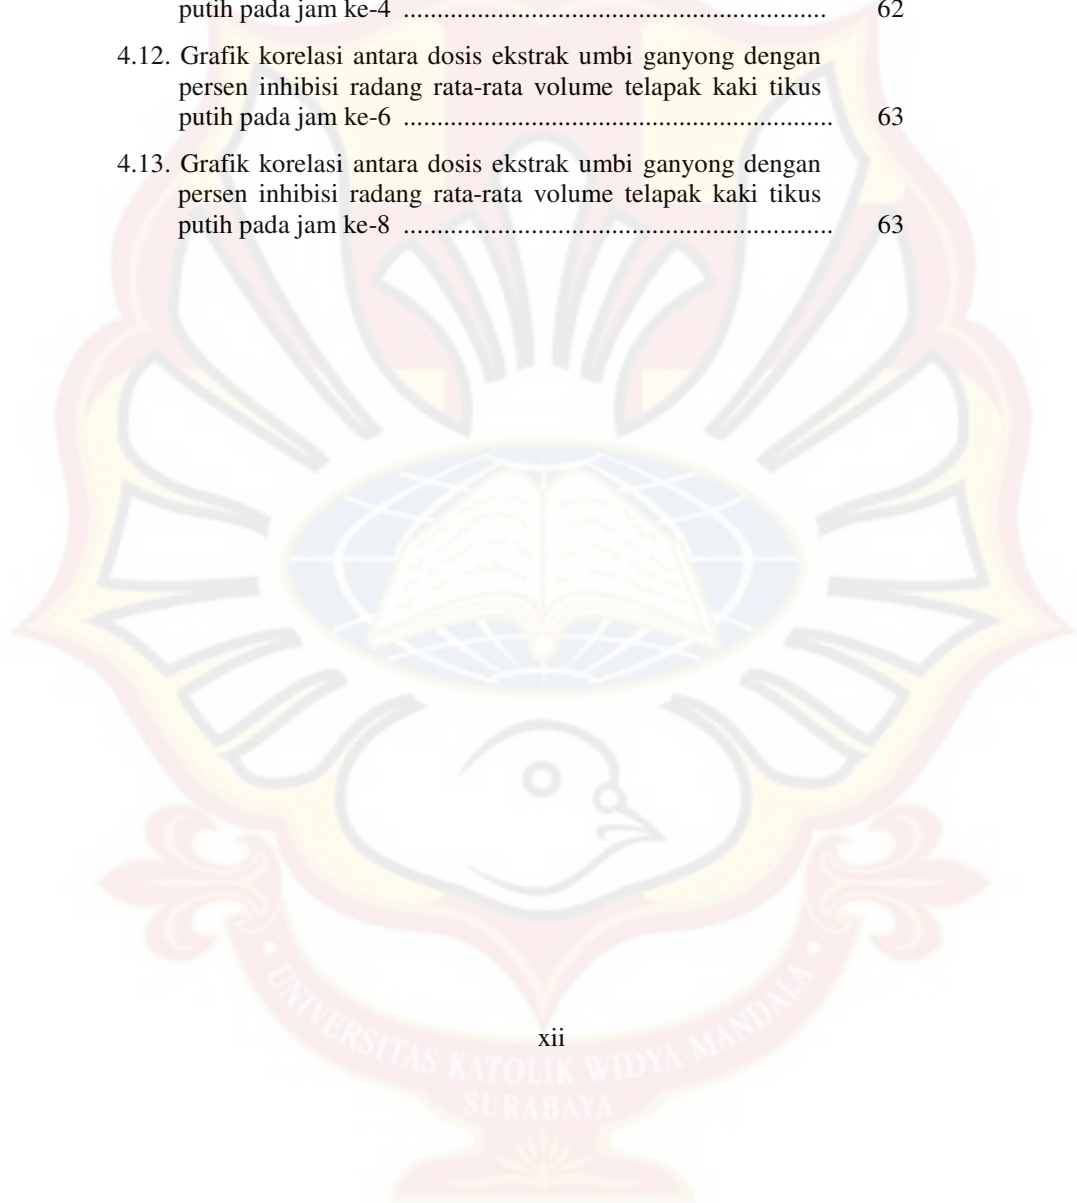 putih pada jam ke-4 .............................................................. 62
4.12. Grafik korelasi antara dosis ekstrak umbi ganyong dengan
persen inhibisi radang rata-rata volume telapak kaki tikus
putih pada jam ke-6 ............................................................... 63
4.13. Grafik korelasi antara dosis ekstrak umbi ganyong dengan
persen inhibisi radang rata-rata volume telapak kaki tikus
putih pada jam ke-8 ............................................................... 63
xii
• UNIVERSITAS KATOLIK WIDYA MANDALA •
SURABAYA